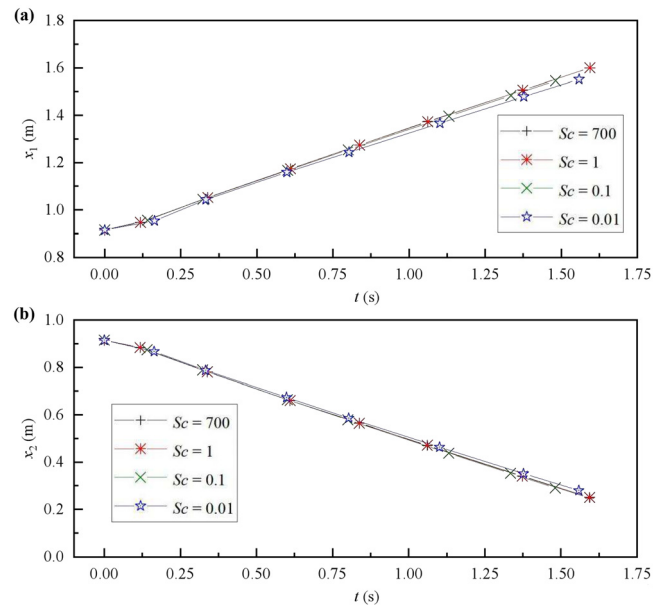 (a)
1.8
1.6
1.4
1.2
1.0
0.8
x₁ (m)
Sc = 700
Sc = 1
Sc = 0.1
Sc = 0.01
0.00 0.25 0.50 0.75 1.00 1.25 1.50 1.75
t (s)
(b)
1.0
0.8
0.6
0.4
0.2
0.0
x₂ (m)
Sc = 700
Sc = 1
Sc = 0.1
Sc = 0.01
0.00 0.25 0.50 0.75 1.00 1.25 1.50 1.75
t (s)